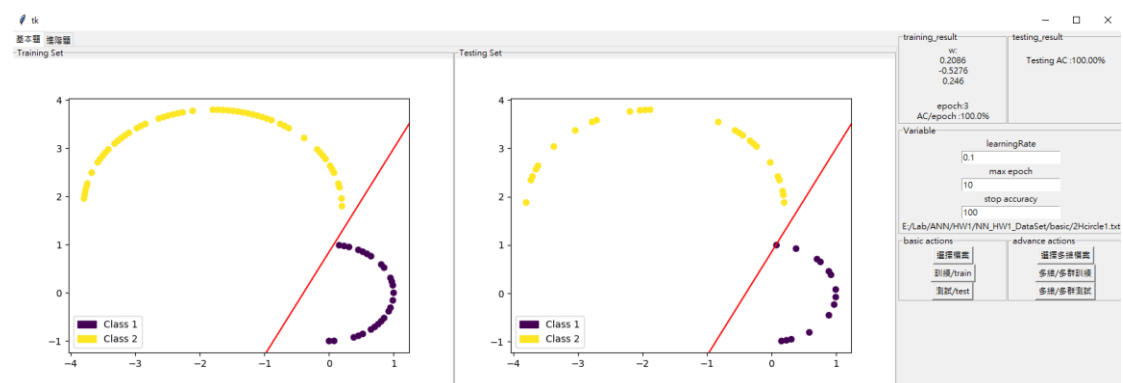 tk
基本題 進階題
Training Set
4
3
2
1
0
−1
−4 −3 −2 −1 0 1
Class 1
Class 2
Testing Set
4
3
2
1
0
−1
−4 −3 −2 −1 0 1
Class 1
Class 2
training_result
w:
0.2086
-0.5276
0.246
epoch:3
AC/epoch :100.0%
testing_result
Testing AC :100.00%
Variable
learningRate
0.1
max epoch
10
stop accuracy
100
E:/Lab/ANN/HW1/NN_HW1_DataSet/basic/2Hcircle1.txt
basic actions
選擇檔案
訓練/train
測試/test
advance actions
選擇多維檔案
多維/多群訓練
多維/多群測試